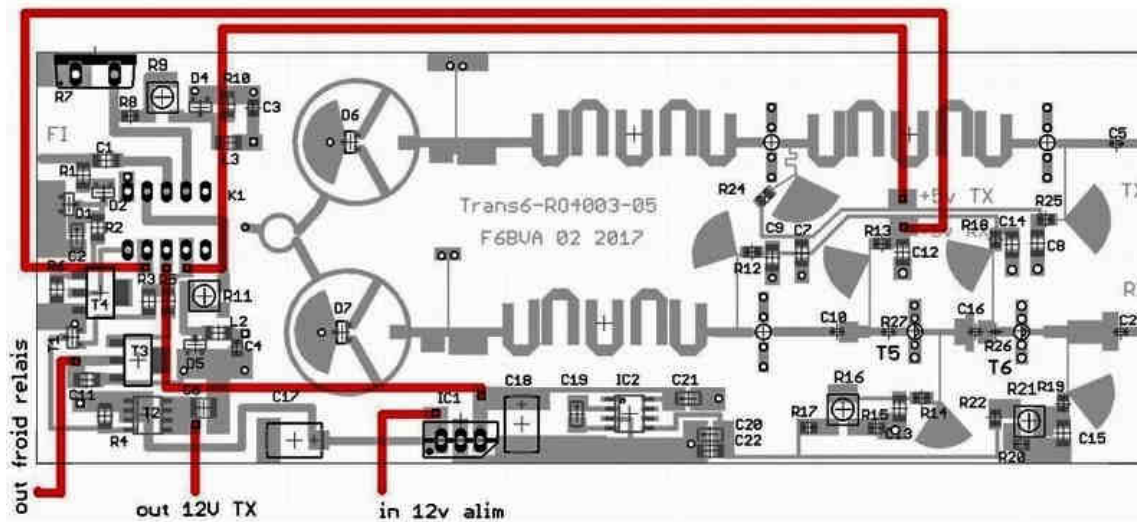 R9
D4
R10
R7
R8
C3
FI
L3
C1
R1
D6
C5
K1
D2
D1
R2
C2
R24
Trans6-RO4003-05
F6BVA 02 2017
+5v TX
TX
R25
R18
C14
C9
C7
R13
R12
C12
C8
R6
R3
R5
T4
R11
D7
T1
L2
C10
R27
C16
R26
T5
T6
T3
D5
C4
C11
C6
T2
R4
C17
IC1
C18
C19
IC2
C21
C20
C22
R16
R17
R15
C13
R14
R22
R21
R19
R20
C15
out froid relais
out 12V TX
in 12v alim